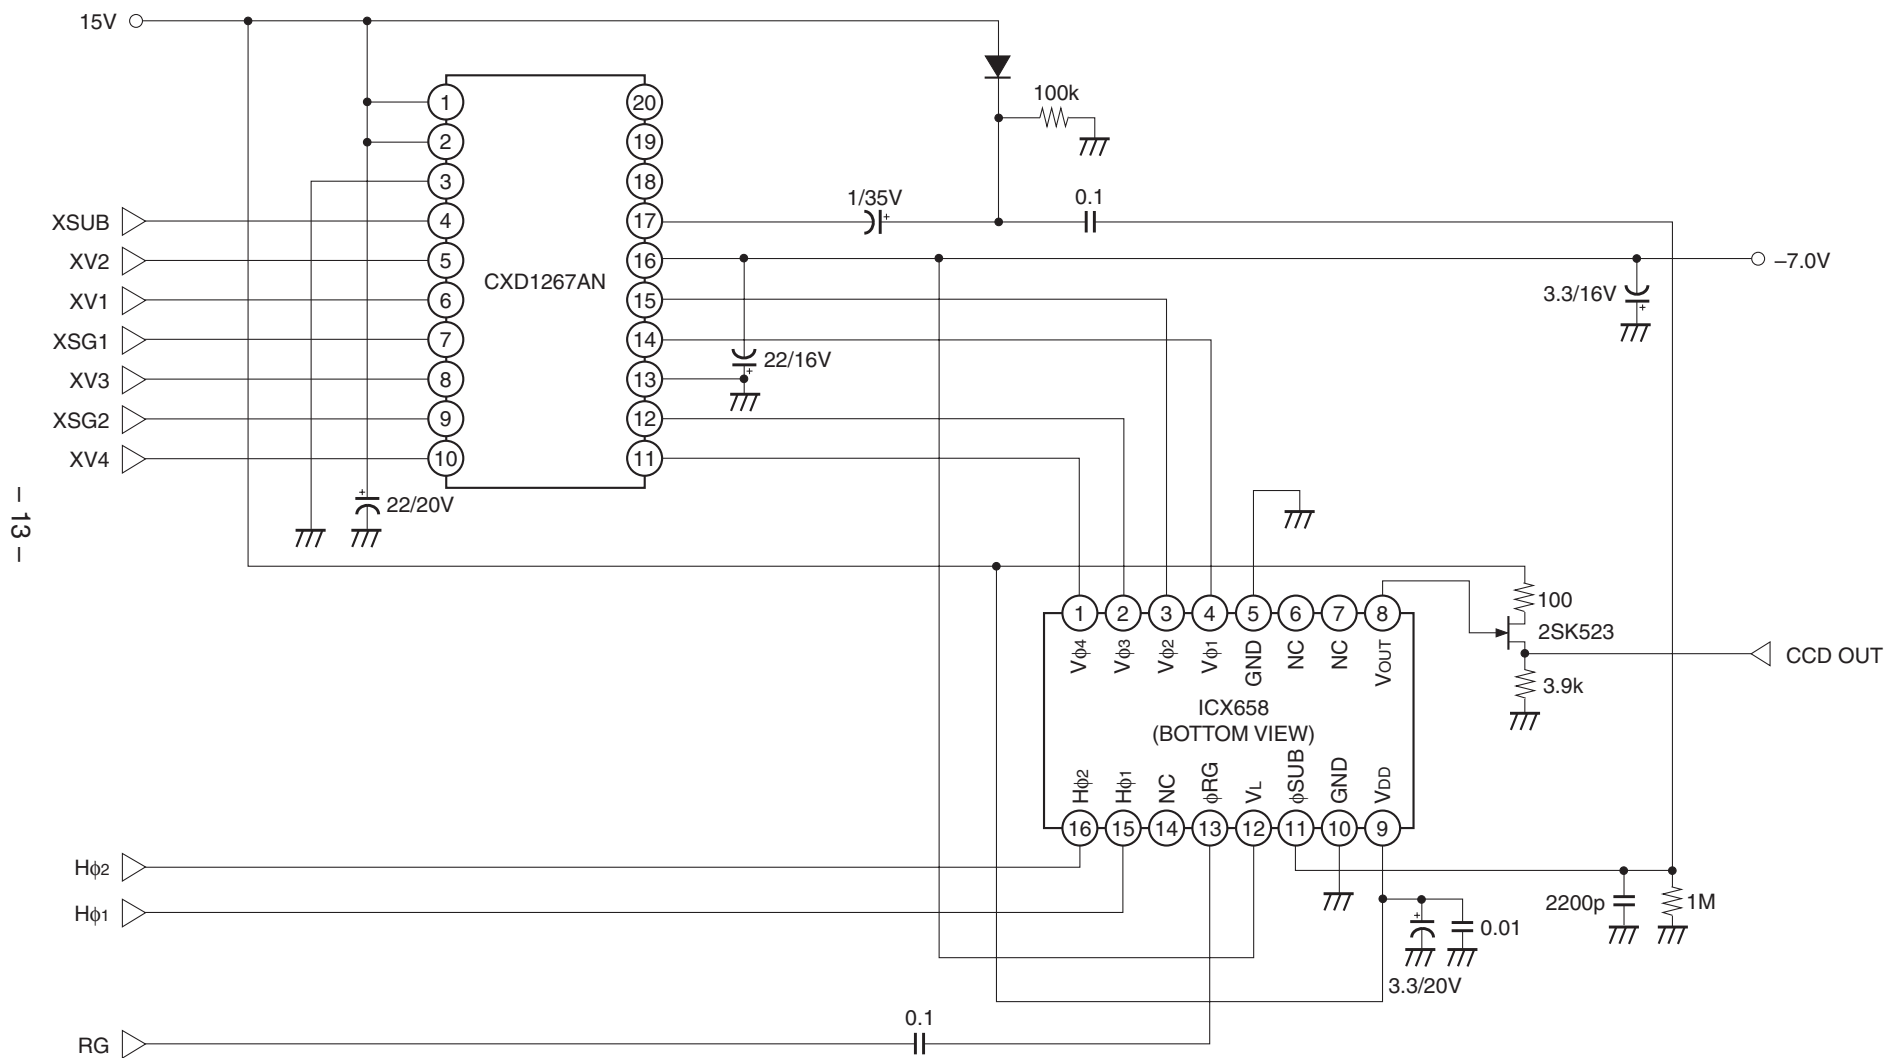 15V
1
2
3
4
5
6
7
8
9
10
20
19
18
17
16
15
14
13
12
11
CXD1267AN
XSUB
XV2
XV1
XSG1
XV3
XSG2
XV4
22/20V
+
100k
1/35V
+
0.1
–7.0V
3.3/16V
+
22/16V
+
– 13 –
1
2
3
4
5
6
7
8
Vϕ4
Vϕ3
Vϕ2
Vϕ1
GND
NC
NC
VOUT
ICX658
(BOTTOM VIEW)
Hϕ2
Hϕ1
NC
ϕRG
VL
ϕSUB
GND
VDD
16
15
14
13
12
11
10
9
100
2SK523
CCD OUT
3.9k
Hϕ2
Hϕ1
2200p
1M
+
0.01
3.3/20V
0.1
RG